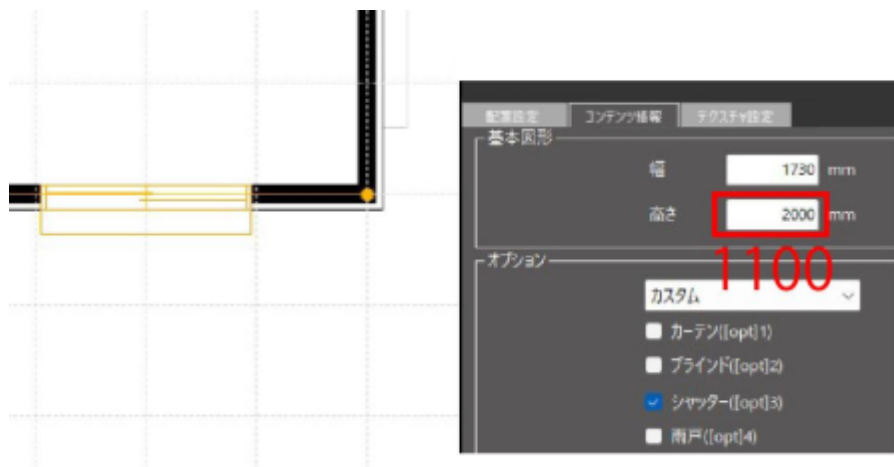 配置設定 コンテンツ情報 テクスチャ設定
基本図形
幅 1730 mm
高さ 2000 mm
1100
オプション
カスタム
カーテン([opt]1)
ブラインド([opt]2)
シャッター([opt]3)
雨戸([opt]4)